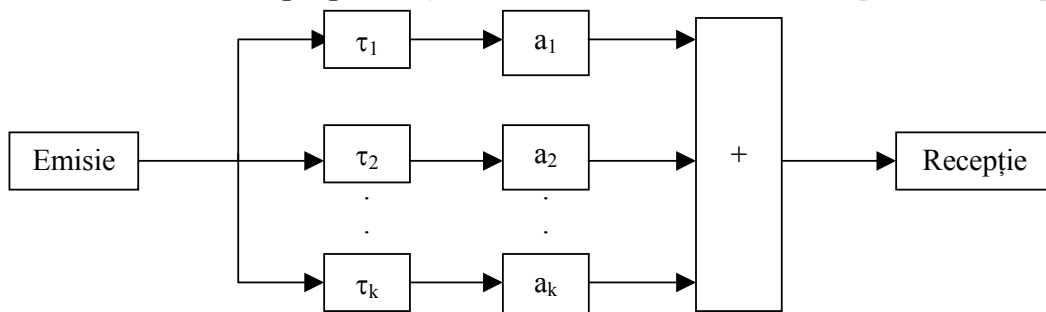 τ1 a1
Emisie τ2 a2 + Recepție
. .
. .
τk ak